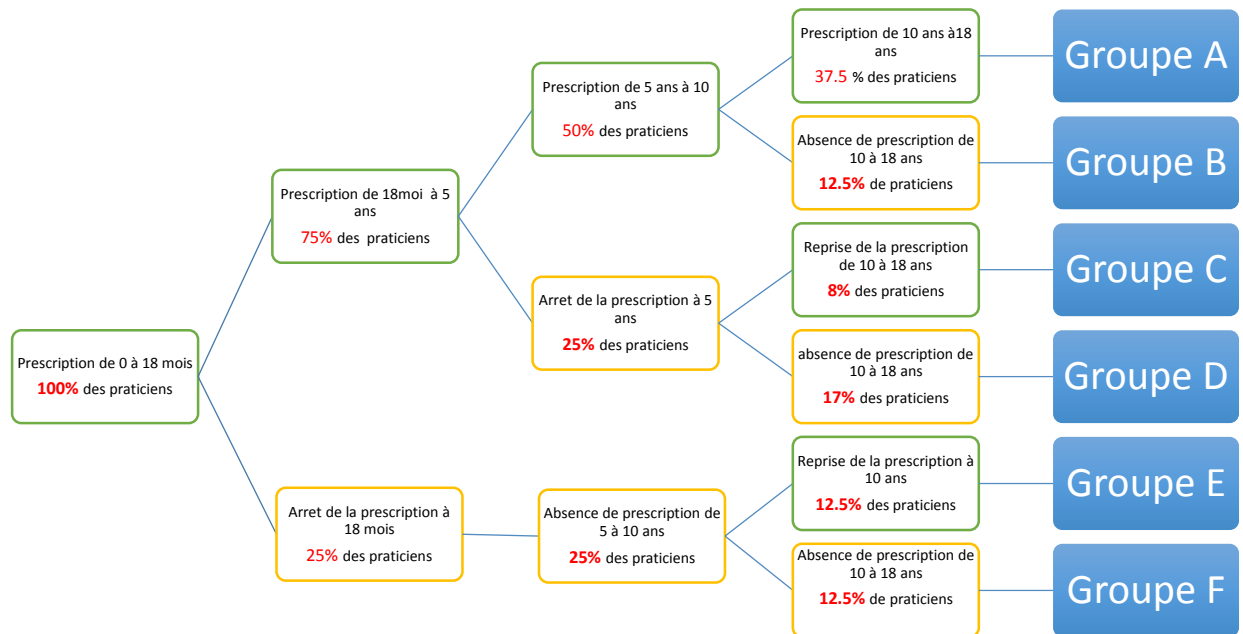 Prescription de 0 à 18 mois
100% des praticiens
Prescription de 18moi à 5
ans
75% des praticiens
Arret de la prescription à
18 mois
25% des praticiens
Prescription de 5 ans à 10
ans
50% des praticiens
Arret de la prescription à 5
ans
25% des praticiens
Absence de prescription de
5 à 10 ans
25% des praticiens
Prescription de 10 ans à18
ans
37.5 % des praticiens
Groupe A
Absence de prescription de
10 à 18 ans
12.5% de praticiens
Groupe B
Reprise de la prescription
de 10 à 18 ans
8% des praticiens
Groupe C
absence de prescription de
10 à 18 ans
17% des praticiens
Groupe D
Reprise de la prescription à
10 ans
12.5% des praticiens
Groupe E
Absence de prescription de
10 à 18 ans
12.5% de praticiens
Groupe F